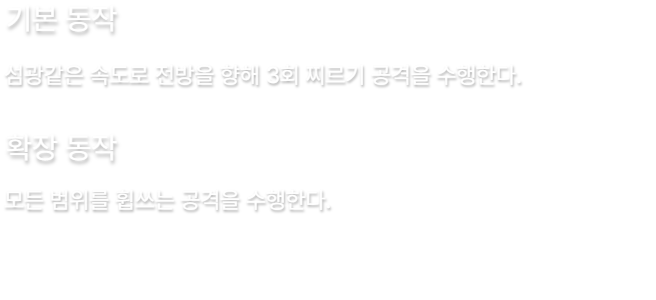 기본 동작
섬광같은 속도로 전방을 향해 3회 찌르기 공격을 수행한다.
확장 동작
모든 범위를 휩쓰는 공격을 수행한다.